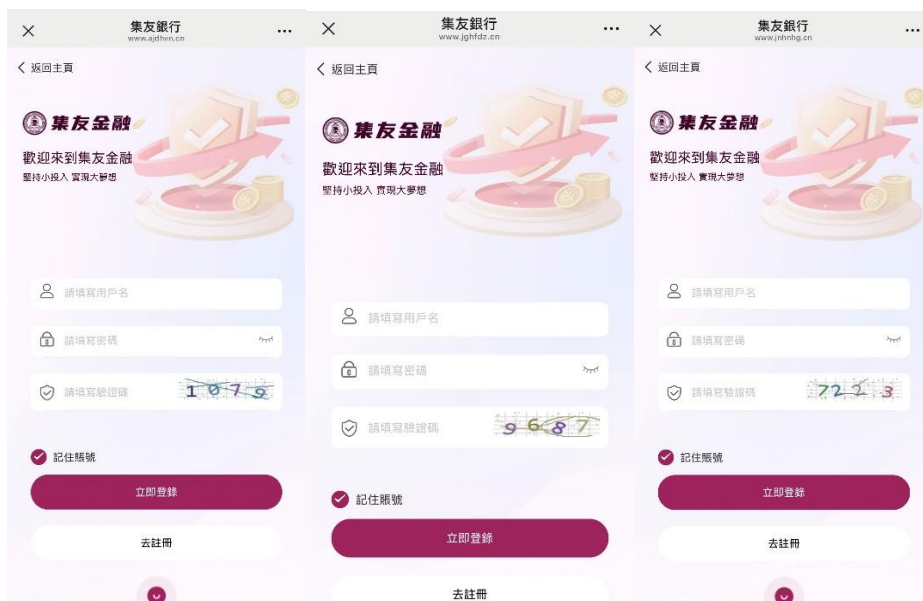 集友銀行
www.ajdhvn.cn
返回主頁
集友金融
歡迎來到集友金融
堅持小投入 實現大夢想
請填寫用戶名
請填寫密碼
請填寫驗證碼
1079
記住賬號
立即登錄
去註冊
集友銀行
www.jghfdz.cn
返回主頁
集友金融
歡迎來到集友金融
堅持小投入 實現大夢想
請填寫用戶名
請填寫密碼
請填寫驗證碼
9687
記住賬號
立即登錄
去註冊
集友銀行
www.jnhnhg.cn
返回主頁
集友金融
歡迎來到集友金融
堅持小投入 實現大夢想
請填寫用戶名
請填寫密碼
請填寫驗證碼
7223
記住賬號
立即登錄
去註冊